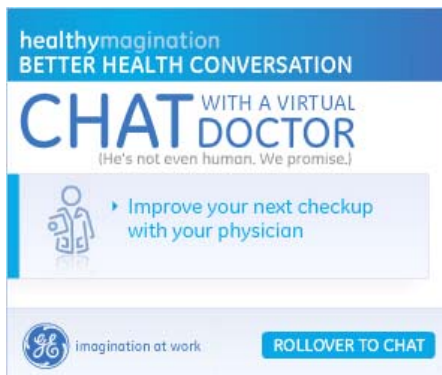 healthymagination
BETTER HEALTH CONVERSATION
CHAT WITH A VIRTUAL
DOCTOR
(He's not even human. We promise.)
Improve your next checkup
with your physician
GE imagination at work
ROLLOVER TO CHAT